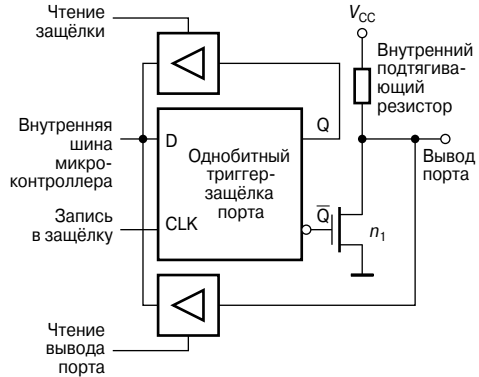 Чтение
защёлки
V_CC
Внутренний
подтягива-
ющий
резистор
Внутренняя
шина
микро-
контроллера
D
Q
Однобитный
триггер-
защёлка
порта
Вывод
порта
Запись
в защёлку
CLK
Q̅
n₁
Чтение
вывода
порта